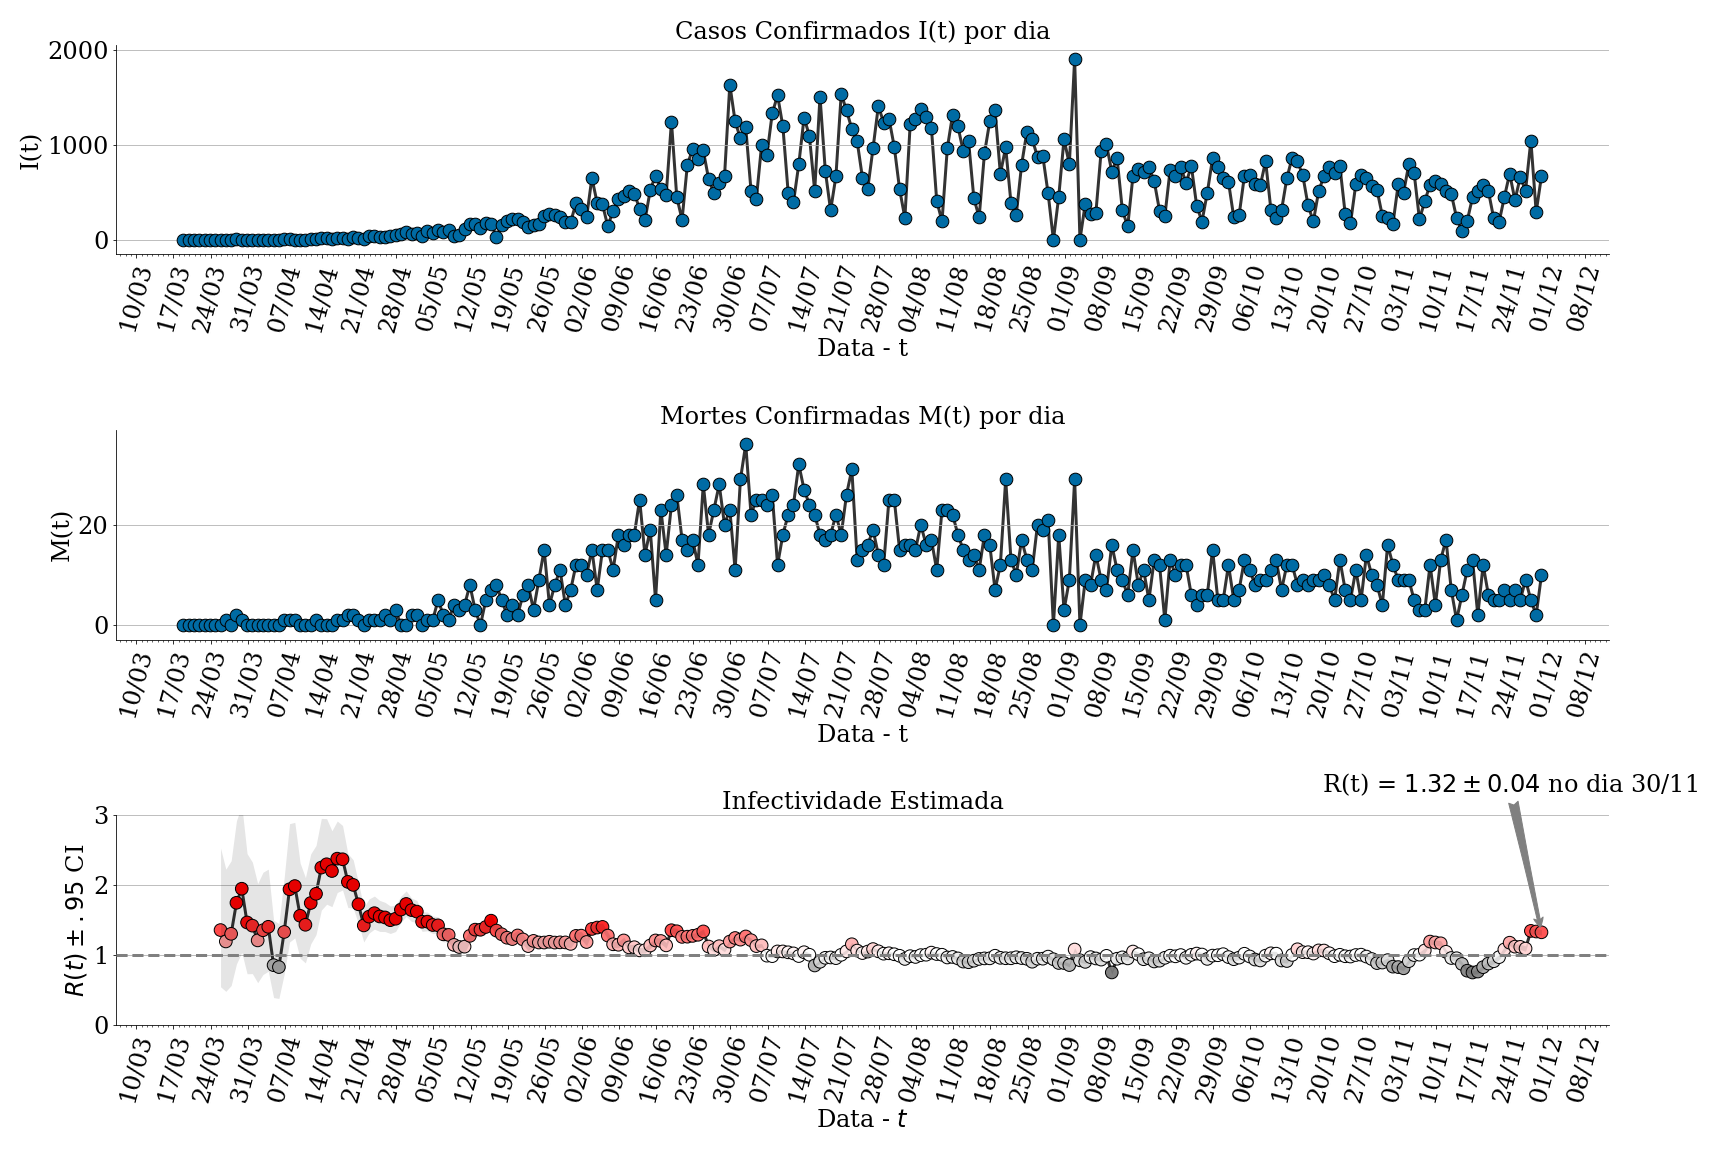 Casos Confirmados I(t) por dia
2000
1000
0
I(t)
10/03 17/03 24/03 31/03 07/04 14/04 21/04 28/04 05/05 12/05 19/05 26/05 02/06 09/06 16/06 23/06 30/06 07/07 14/07 21/07 28/07 04/08 11/08 18/08 25/08 01/09 08/09 15/09 22/09 29/09 06/10 13/10 20/10 27/10 03/11 10/11 17/11 24/11 01/12 08/12
Data - t
Mortes Confirmadas M(t) por dia
20
0
M(t)
10/03 17/03 24/03 31/03 07/04 14/04 21/04 28/04 05/05 12/05 19/05 26/05 02/06 09/06 16/06 23/06 30/06 07/07 14/07 21/07 28/07 04/08 11/08 18/08 25/08 01/09 08/09 15/09 22/09 29/09 06/10 13/10 20/10 27/10 03/11 10/11 17/11 24/11 01/12 08/12
Data - t
R(t) = 1.32 ± 0.04 no dia 30/11
Infectividade Estimada
3
2
1
0
R(t) ± .95 CI
10/03 17/03 24/03 31/03 07/04 14/04 21/04 28/04 05/05 12/05 19/05 26/05 02/06 09/06 16/06 23/06 30/06 07/07 14/07 21/07 28/07 04/08 11/08 18/08 25/08 01/09 08/09 15/09 22/09 29/09 06/10 13/10 20/10 27/10 03/11 10/11 17/11 24/11 01/12 08/12
Data - t